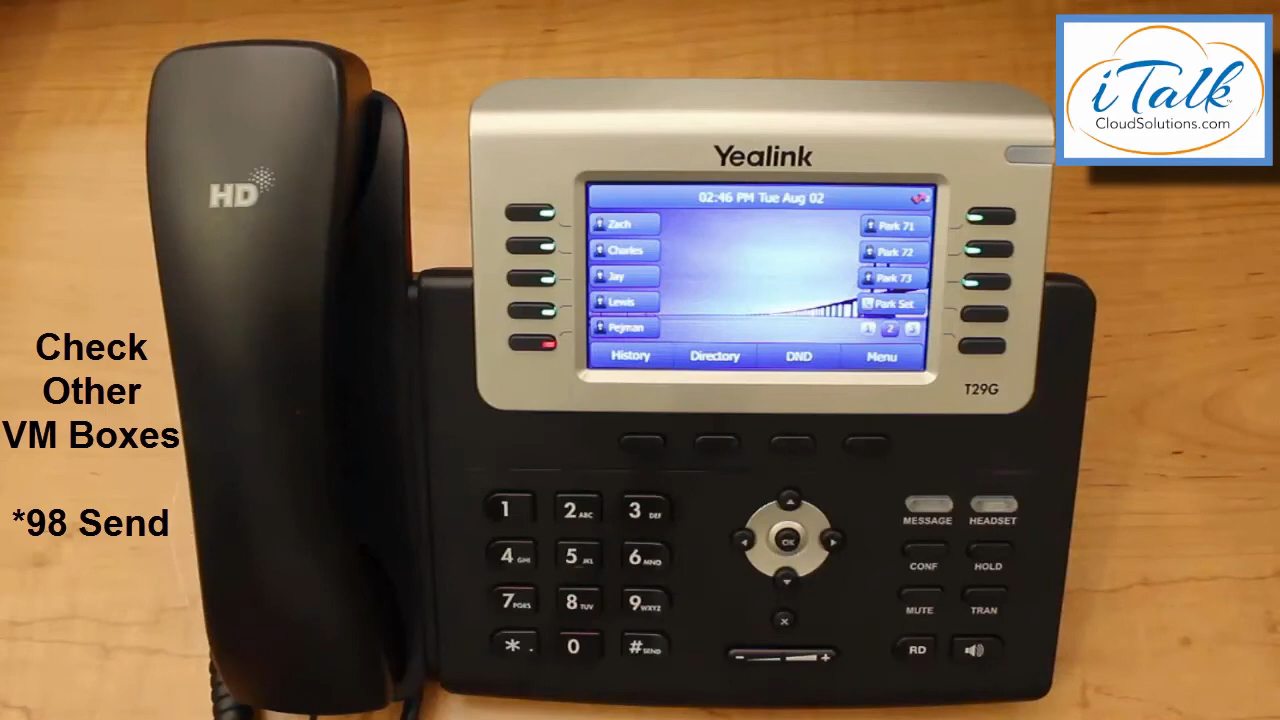 iTalk
CloudSolutions.com
HD
Yealink
02:46 PM Tue Aug 02
Zach
Park 71
Charles
Park 72
Jay
Park 73
Lewis
Park Set
Pejman
1 2 3
History Directory DND Menu
T29G
Check
Other
VM Boxes
*98 Send
1 2 ABC 3 DEF
4 GHI 5 JKL 6 MNO
7 PQRS 8 TUV 9 WXYZ
* . 0 # SEND
OK
MESSAGE HEADSET
CONF HOLD
MUTE TRAN
RD
- +